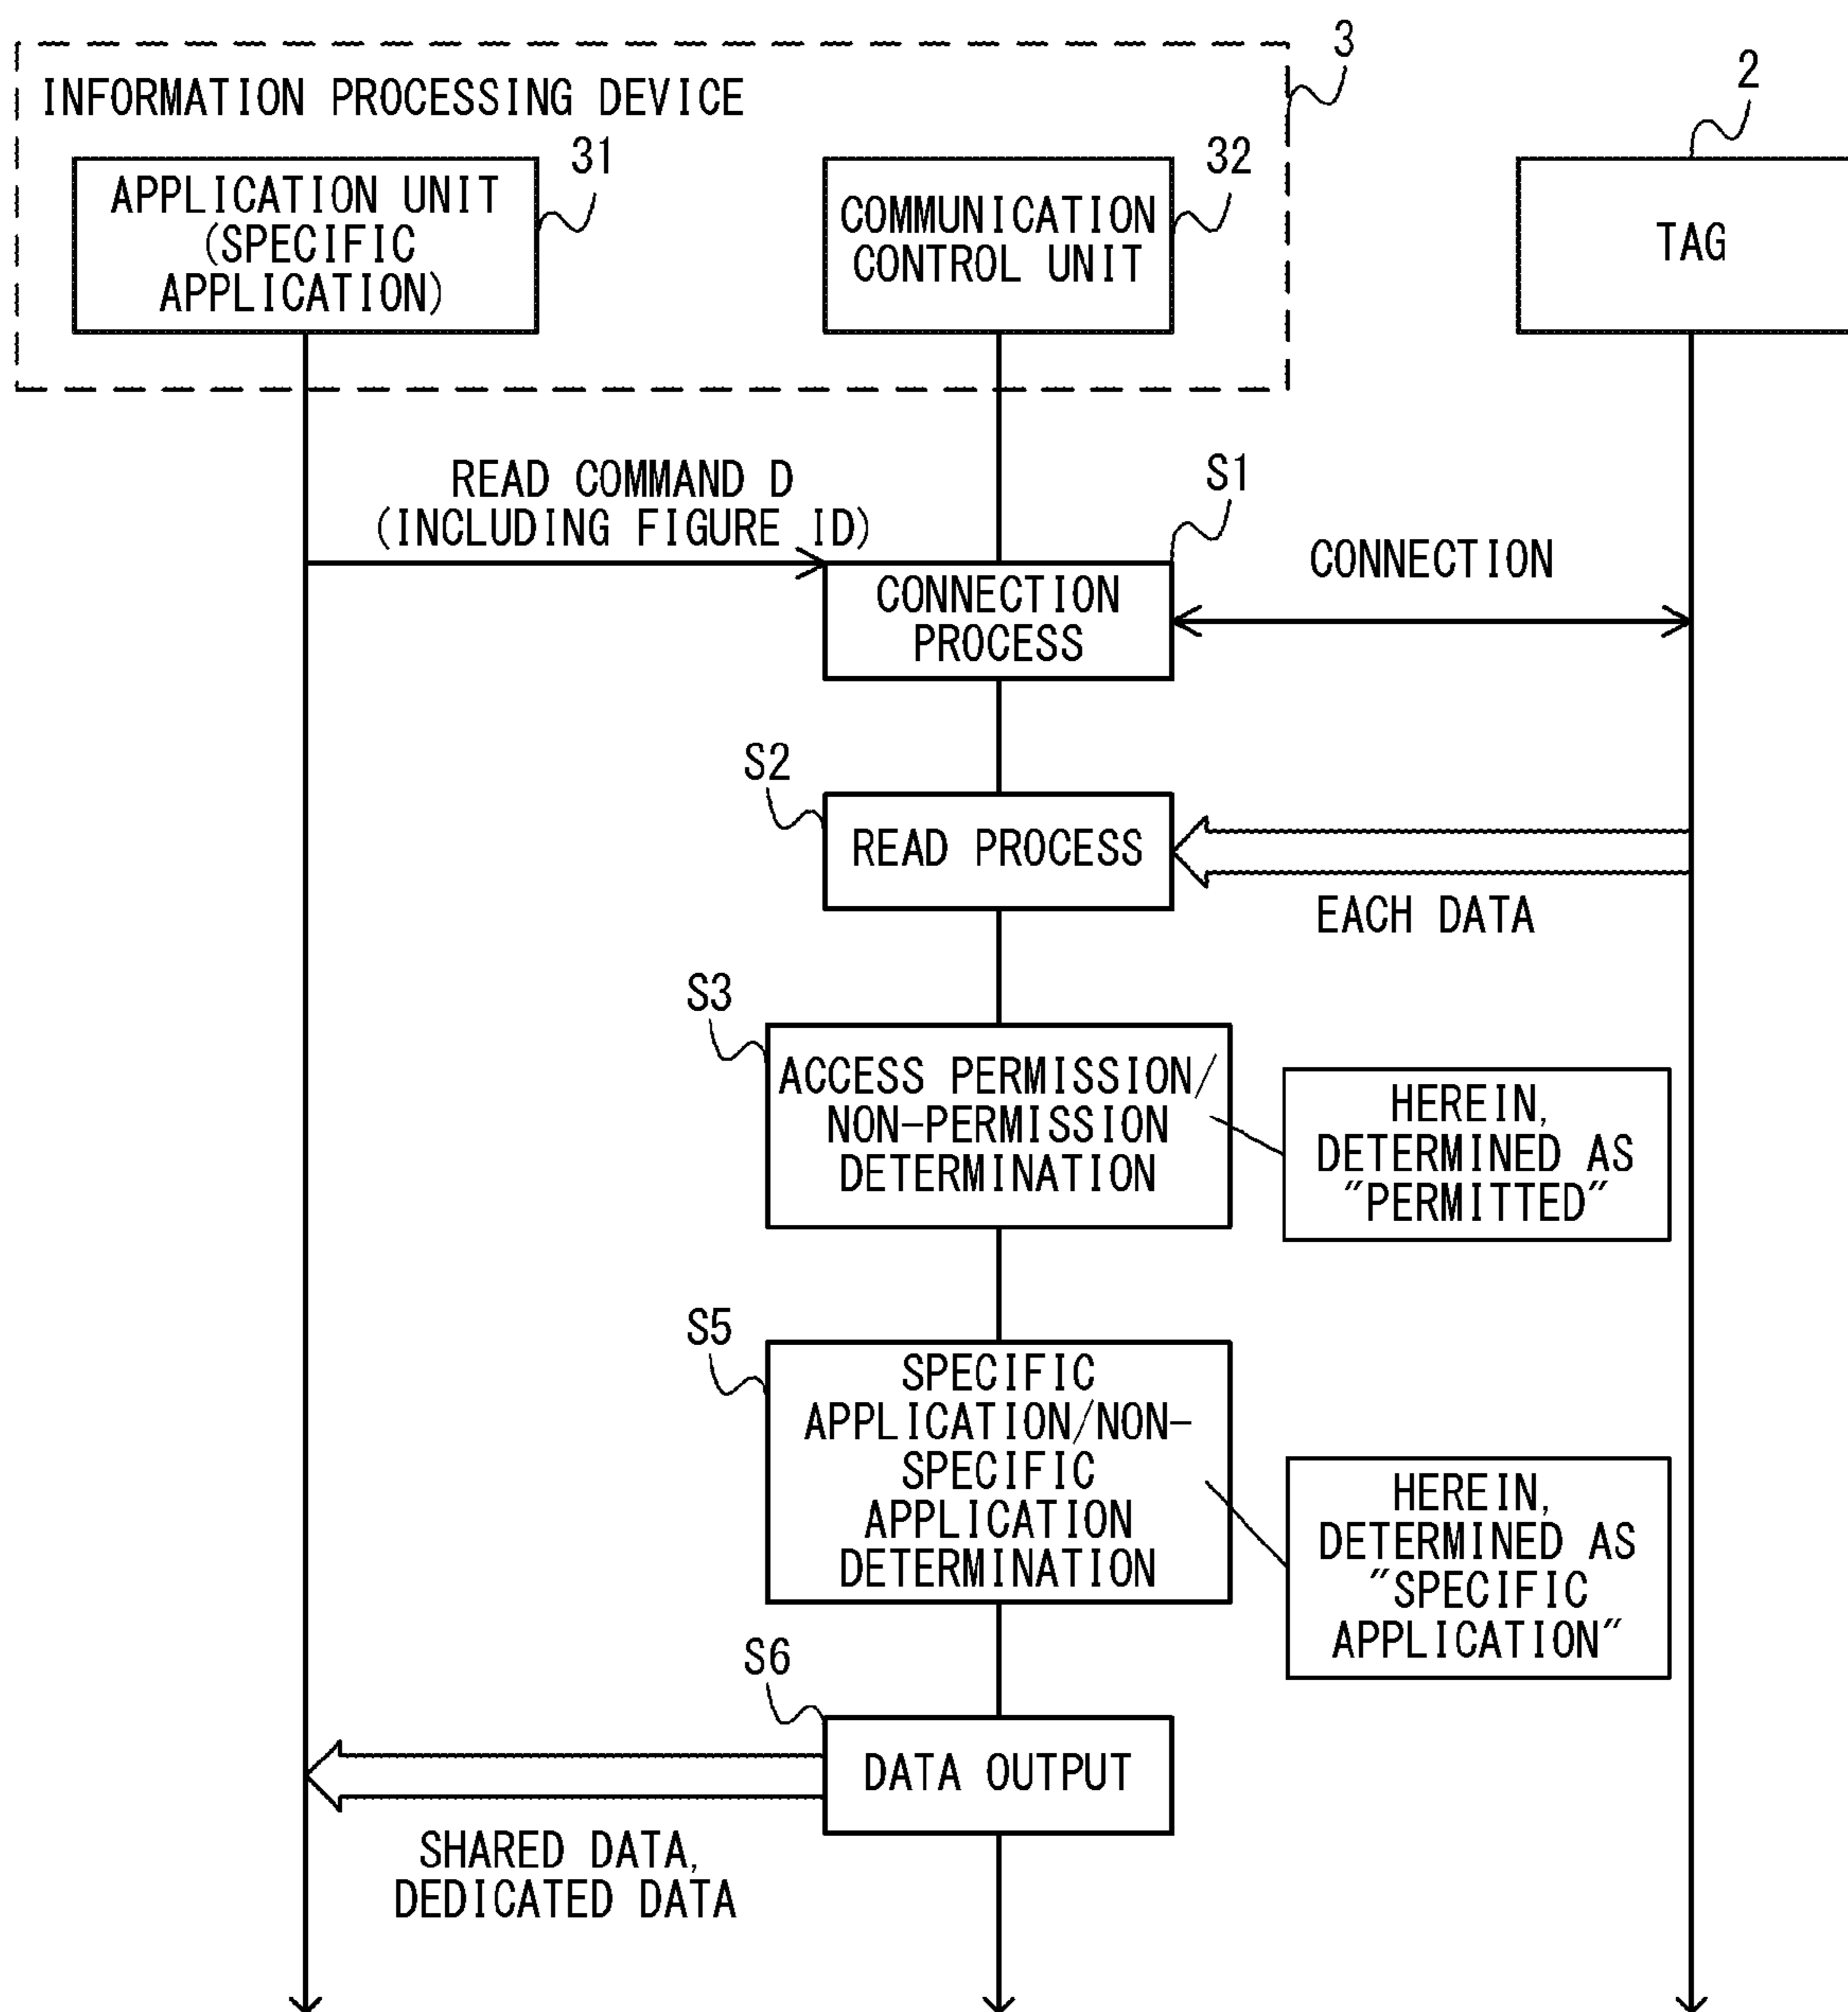 3
2
INFORMATION PROCESSING DEVICE
31
32
APPLICATION UNIT
(SPECIFIC
APPLICATION)
COMMUNICATION
CONTROL UNIT
TAG
READ COMMAND D
(INCLUDING FIGURE ID)
S1
CONNECTION
PROCESS
CONNECTION
S2
READ PROCESS
EACH DATA
S3
ACCESS PERMISSION/
NON-PERMISSION
DETERMINATION
HEREIN,
DETERMINED AS
"PERMITTED"
S5
SPECIFIC
APPLICATION/NON-
SPECIFIC
APPLICATION
DETERMINATION
HEREIN,
DETERMINED AS
"SPECIFIC
APPLICATION"
S6
DATA OUTPUT
SHARED DATA,
DEDICATED DATA